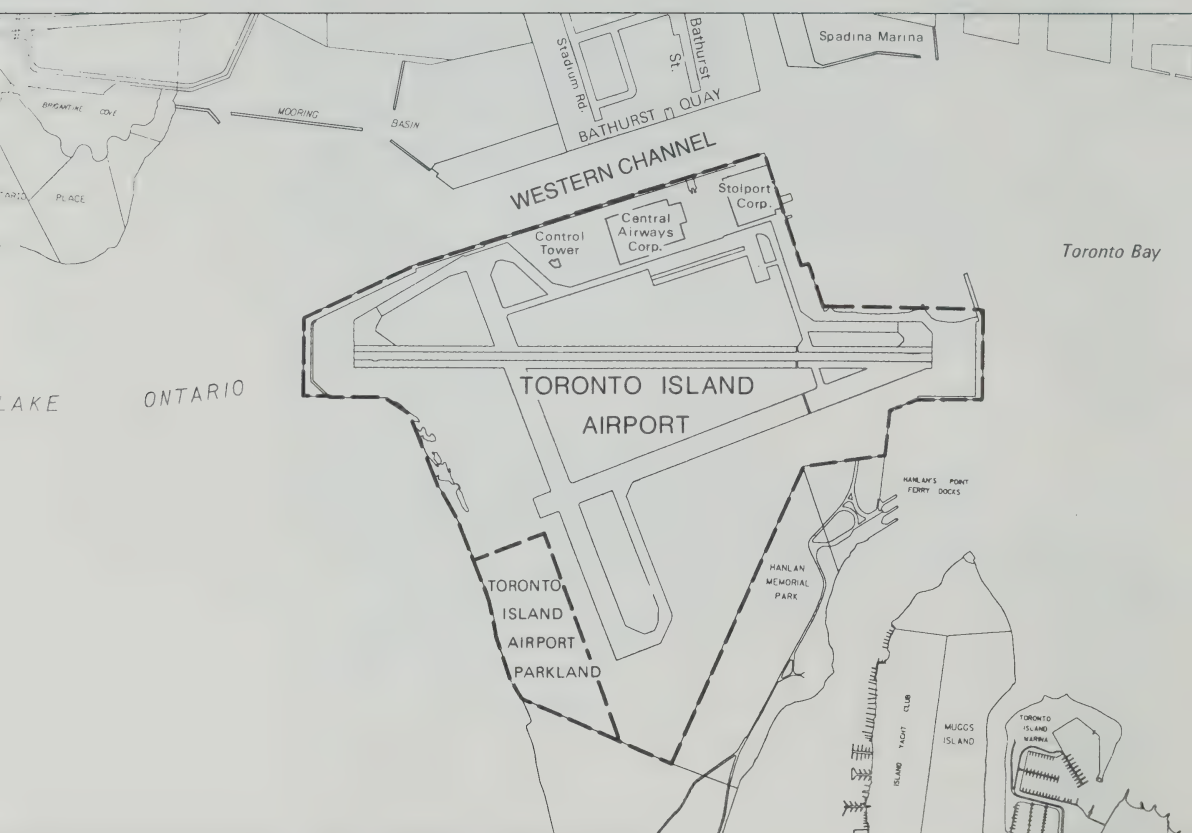 Spadina Marina
Stadium Rd.
Bathurst
St.
BATHURST QUAY
BRIGANTINE COVE
MOORING
BASIN
PLACE
WESTERN CHANNEL
Stolport
Corp.
Central
Airways
Corp.
Control
Tower
Toronto Bay
LAKE ONTARIO
TORONTO ISLAND
AIRPORT
HANLAN'S POINT
FERRY DOCKS
HANLAN
MEMORIAL
PARK
TORONTO
ISLAND
AIRPORT
PARKLAND
ISLAND YACHT CLUB
MUGGS
ISLAND
TORONTO
ISLAND
MARINA